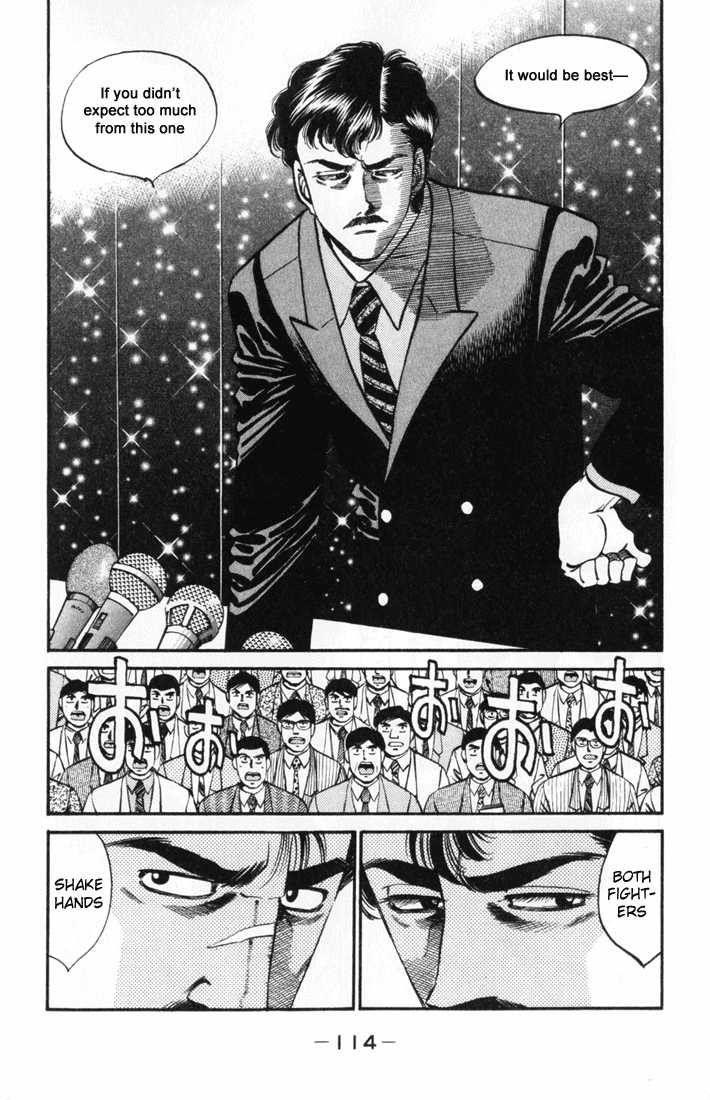 It would be best—
If you didn't
expect too much
from this one
お お お お お
BOTH
FIGHT-
ERS
SHAKE
HANDS
–114–